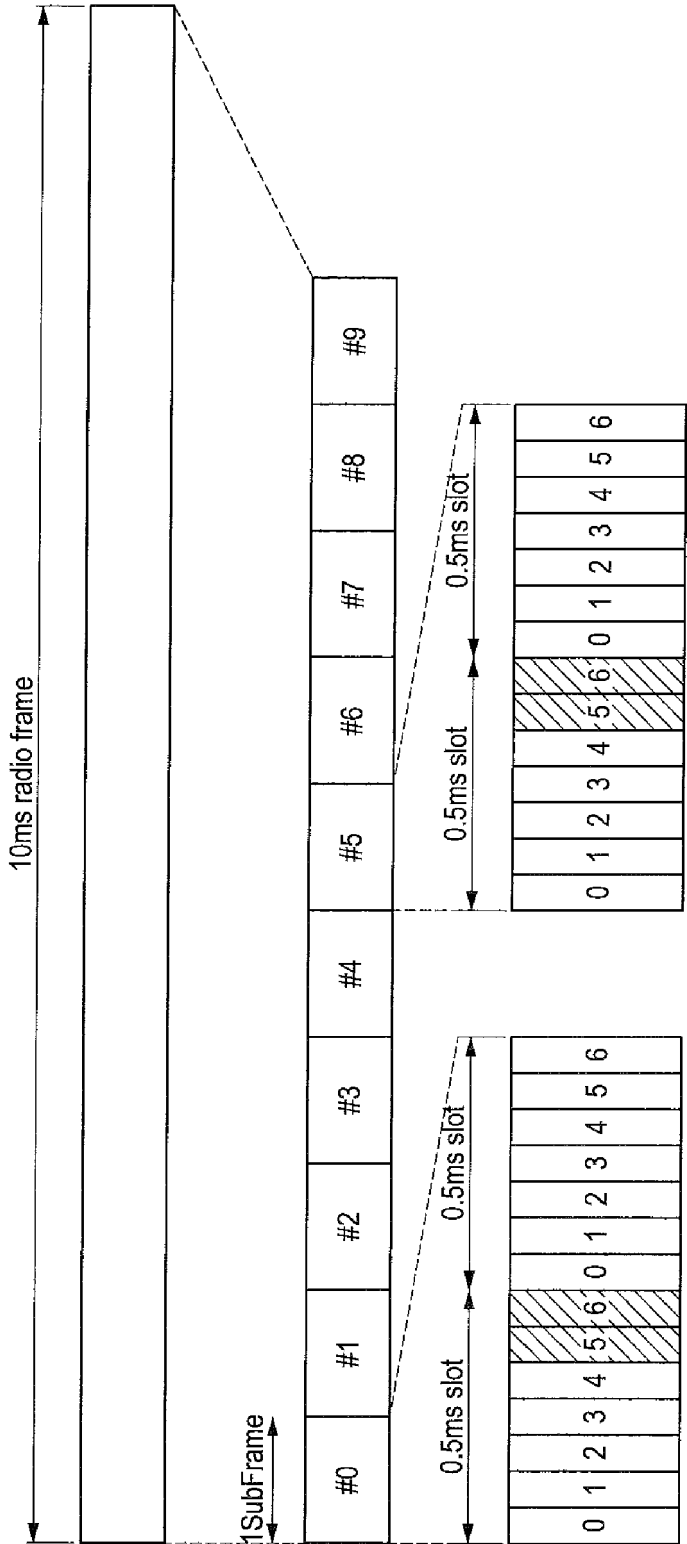 10ms radio frame
1SubFrame
#0 #1 #2 #3 #4 #5 #6 #7 #8 #9
0.5ms slot 0.5ms slot 0.5ms slot 0.5ms slot
0 1 2 3 4 5 6 0 1 2 3 4 5 6 0 1 2 3 4 5 6 0 1 2 3 4 5 6